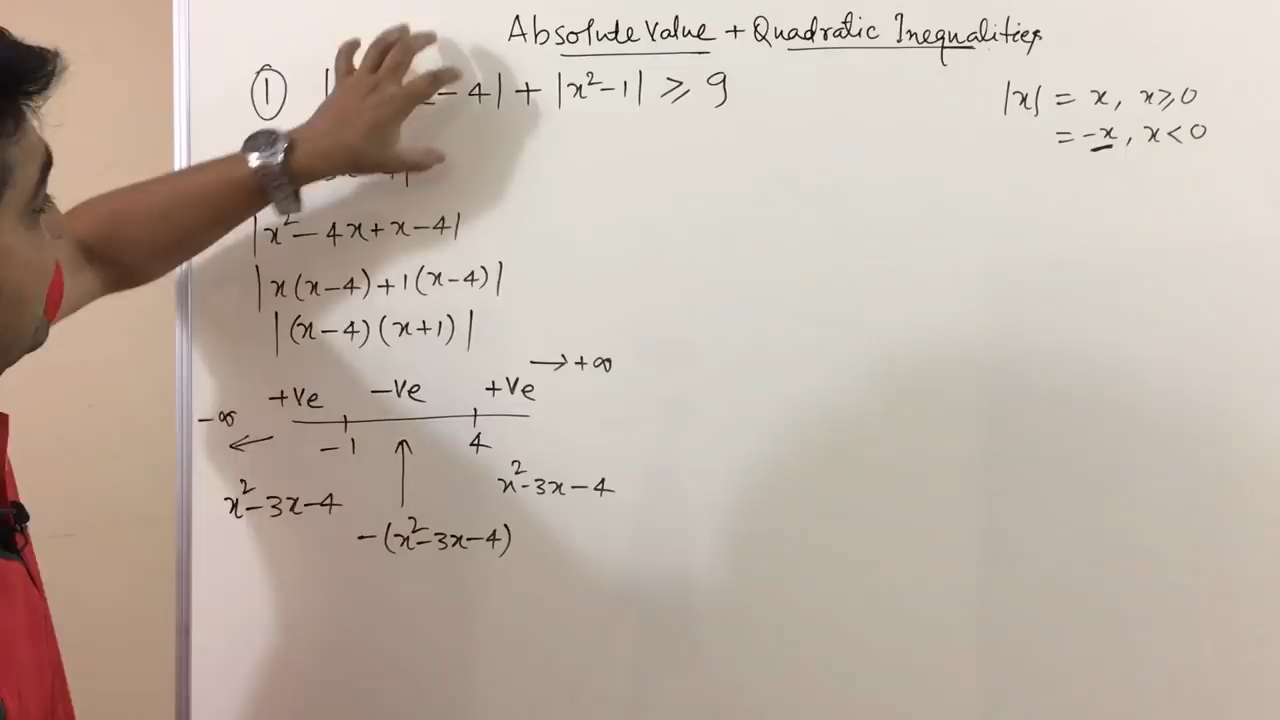 Absolute Value + Quadratic Inequalities
① | - 4| + |x²-1| ≥ 9
|x| = x, x≥0
= -x, x<0
|x² - 4x + x - 4|
|x(x-4) + 1(x-4)|
|(x-4)(x+1)|
→ +∞
+ve -ve +ve
-∞
-1 4
x²-3x-4 x²-3x-4
-(x²-3x-4)